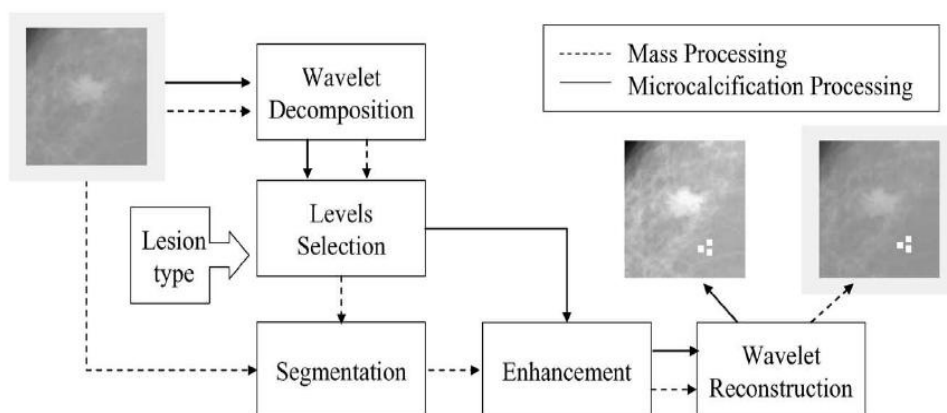 Mass Processing
Microcalcification Processing
Wavelet
Decomposition
Levels
Selection
Lesion
type
Segmentation
Enhancement
Wavelet
Reconstruction